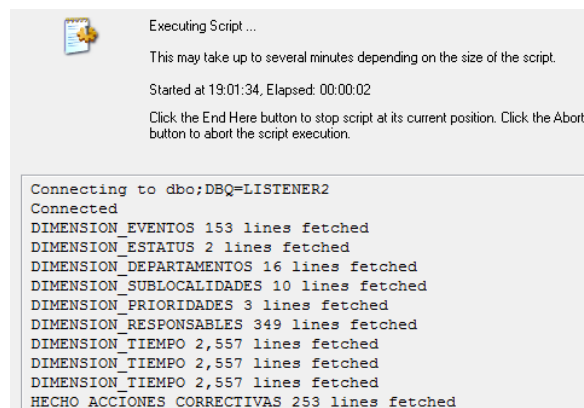 Executing Script ...
This may take up to several minutes depending on the size of the script.
Started at 19:01:34, Elapsed: 00:00:02
Click the End Here button to stop script at its current position. Click the Abort
button to abort the script execution.
Connecting to dbo;DBQ=LISTENER2
Connected
DIMENSION_EVENTOS 153 lines fetched
DIMENSION_ESTATUS 2 lines fetched
DIMENSION_DEPARTAMENTOS 16 lines fetched
DIMENSION_SUBLOCALIDADES 10 lines fetched
DIMENSION_PRIORIDADES 3 lines fetched
DIMENSION_RESPONSABLES 349 lines fetched
DIMENSION_TIEMPO 2,557 lines fetched
DIMENSION_TIEMPO 2,557 lines fetched
DIMENSION_TIEMPO 2,557 lines fetched
HECHO ACCIONES CORRECTIVAS 253 lines fetched